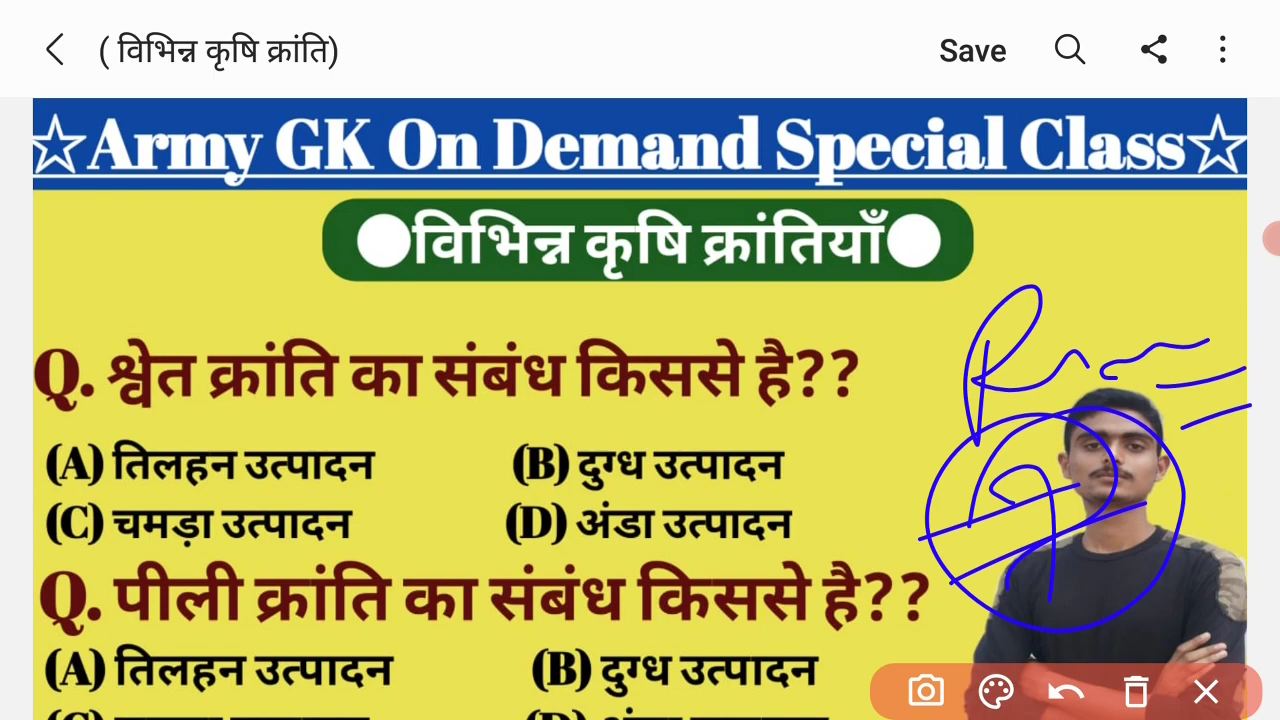 ( विभिन्न कृषि क्रांति) Save
☆Army GK On Demand Special Class☆
●विभिन्न कृषि क्रांतियाँ●
Q. श्वेत क्रांति का संबंध किससे है??
(A) तिलहन उत्पादन (B) दुग्ध उत्पादन
(C) चमड़ा उत्पादन (D) अंडा उत्पादन
Q. पीली क्रांति का संबंध किससे है??
(A) तिलहन उत्पादन (B) दुग्ध उत्पादन